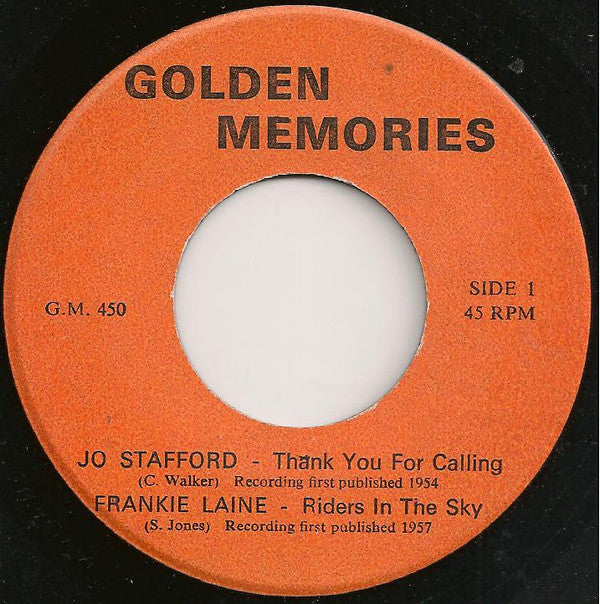 GOLDEN
MEMORIES
G.M. 450
SIDE 1
45 RPM
JO STAFFORD - Thank You For Calling
(C. Walker) Recording first published 1954
FRANKIE LAINE - Riders In The Sky
(S. Jones) Recording first published 1957